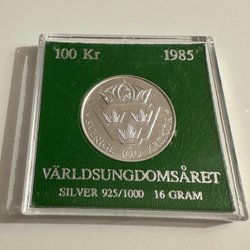 100 Kr 1985
SVERIGE 100 KRONOR
VÄRLDSUNGDOMSÅRET
SILVER 925/1000 16 GRAM